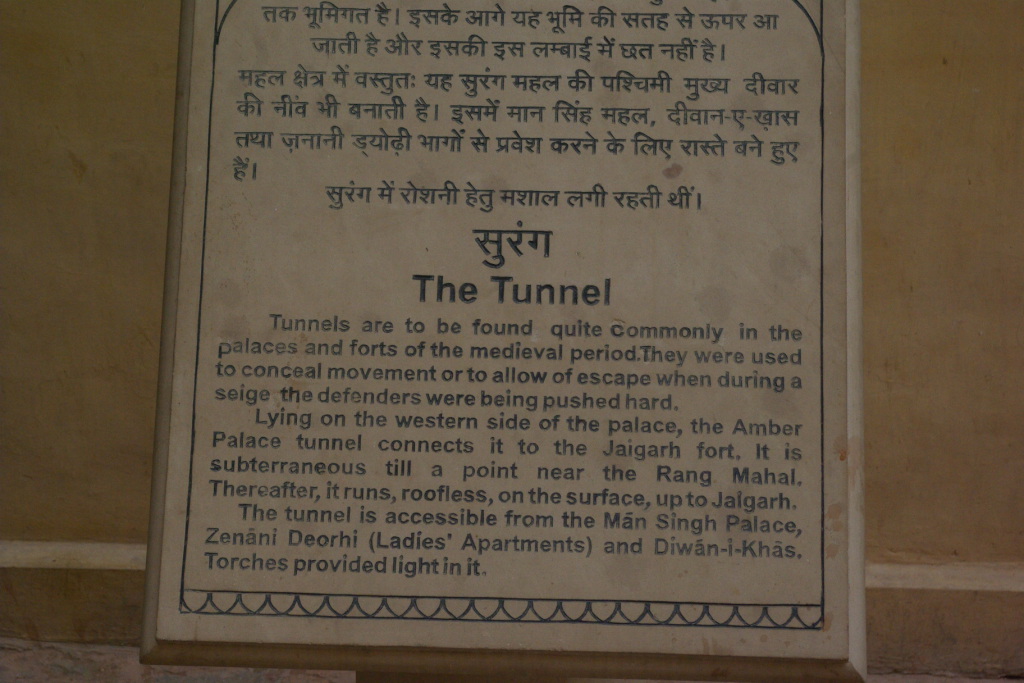 तक भूमिगत है। इसके आगे यह भूमि की सतह से ऊपर आ
जाती है और इसकी इस लम्बाई में छत नहीं है।
महल क्षेत्र में वस्तुतः यह सुरंग महल की पश्चिमी मुख्य दीवार
की नींव भी बनाती है। इसमें मान सिंह महल, दीवान-ए-ख़ास
तथा ज़नानी ड्योढ़ी भागों से प्रवेश करने के लिए रास्ते बने हुए
हैं।
सुरंग में रोशनी हेतु मशाल लगी रहती थीं।
सुरंग
The Tunnel
Tunnels are to be found quite commonly in the
palaces and forts of the medieval period.They were used
to conceal movement or to allow of escape when during a
seige the defenders were being pushed hard.
Lying on the western side of the palace, the Amber
Palace tunnel connects it to the Jaigarh fort. It is
subterraneous till a point near the Rang Mahal.
Thereafter, it runs, roofless, on the surface, up to Jaigarh.
The tunnel is accessible from the Mān Singh Palace,
Zenāni Deorhi (Ladies' Apartments) and Diwān-i-Khās.
Torches provided light in it.